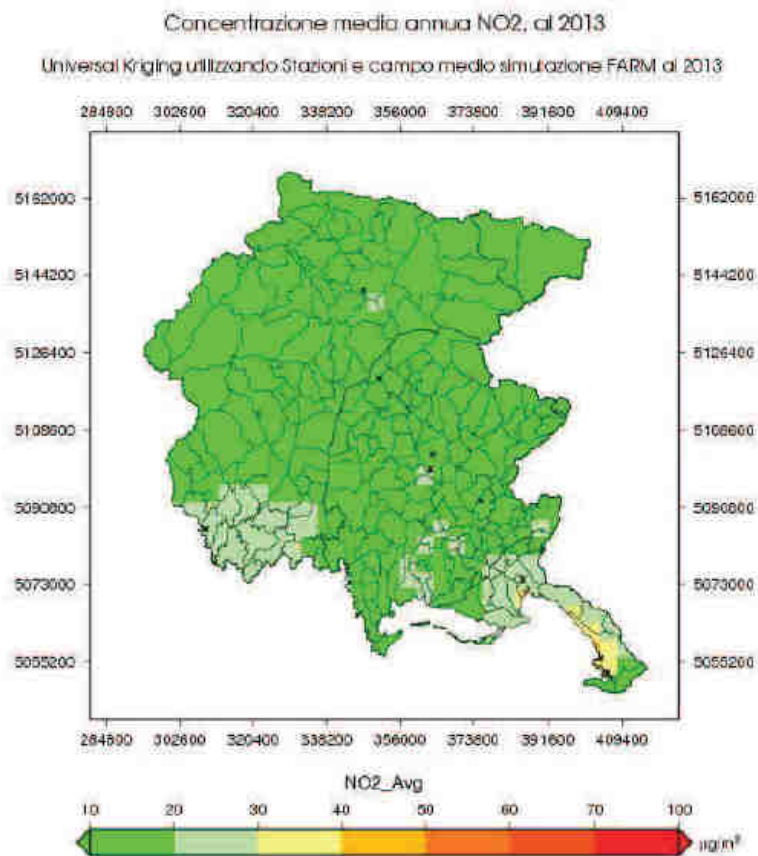 Concentrazione media annua NO2, al 2013
Universal Kriging utilizzando Stazioni e campo medio simulazione FARM al 2013
284800 302600 320400 338200 356000 373800 391600 409400
5162000 5162000
5144200 5144200
5126400 5126400
5108600 5108600
5090800 5090800
5073000 5073000
5055200 5055200
284800 302600 320400 338200 356000 373800 391600 409400
NO2_Avg
10 20 30 40 50 60 70 100
µg/m³